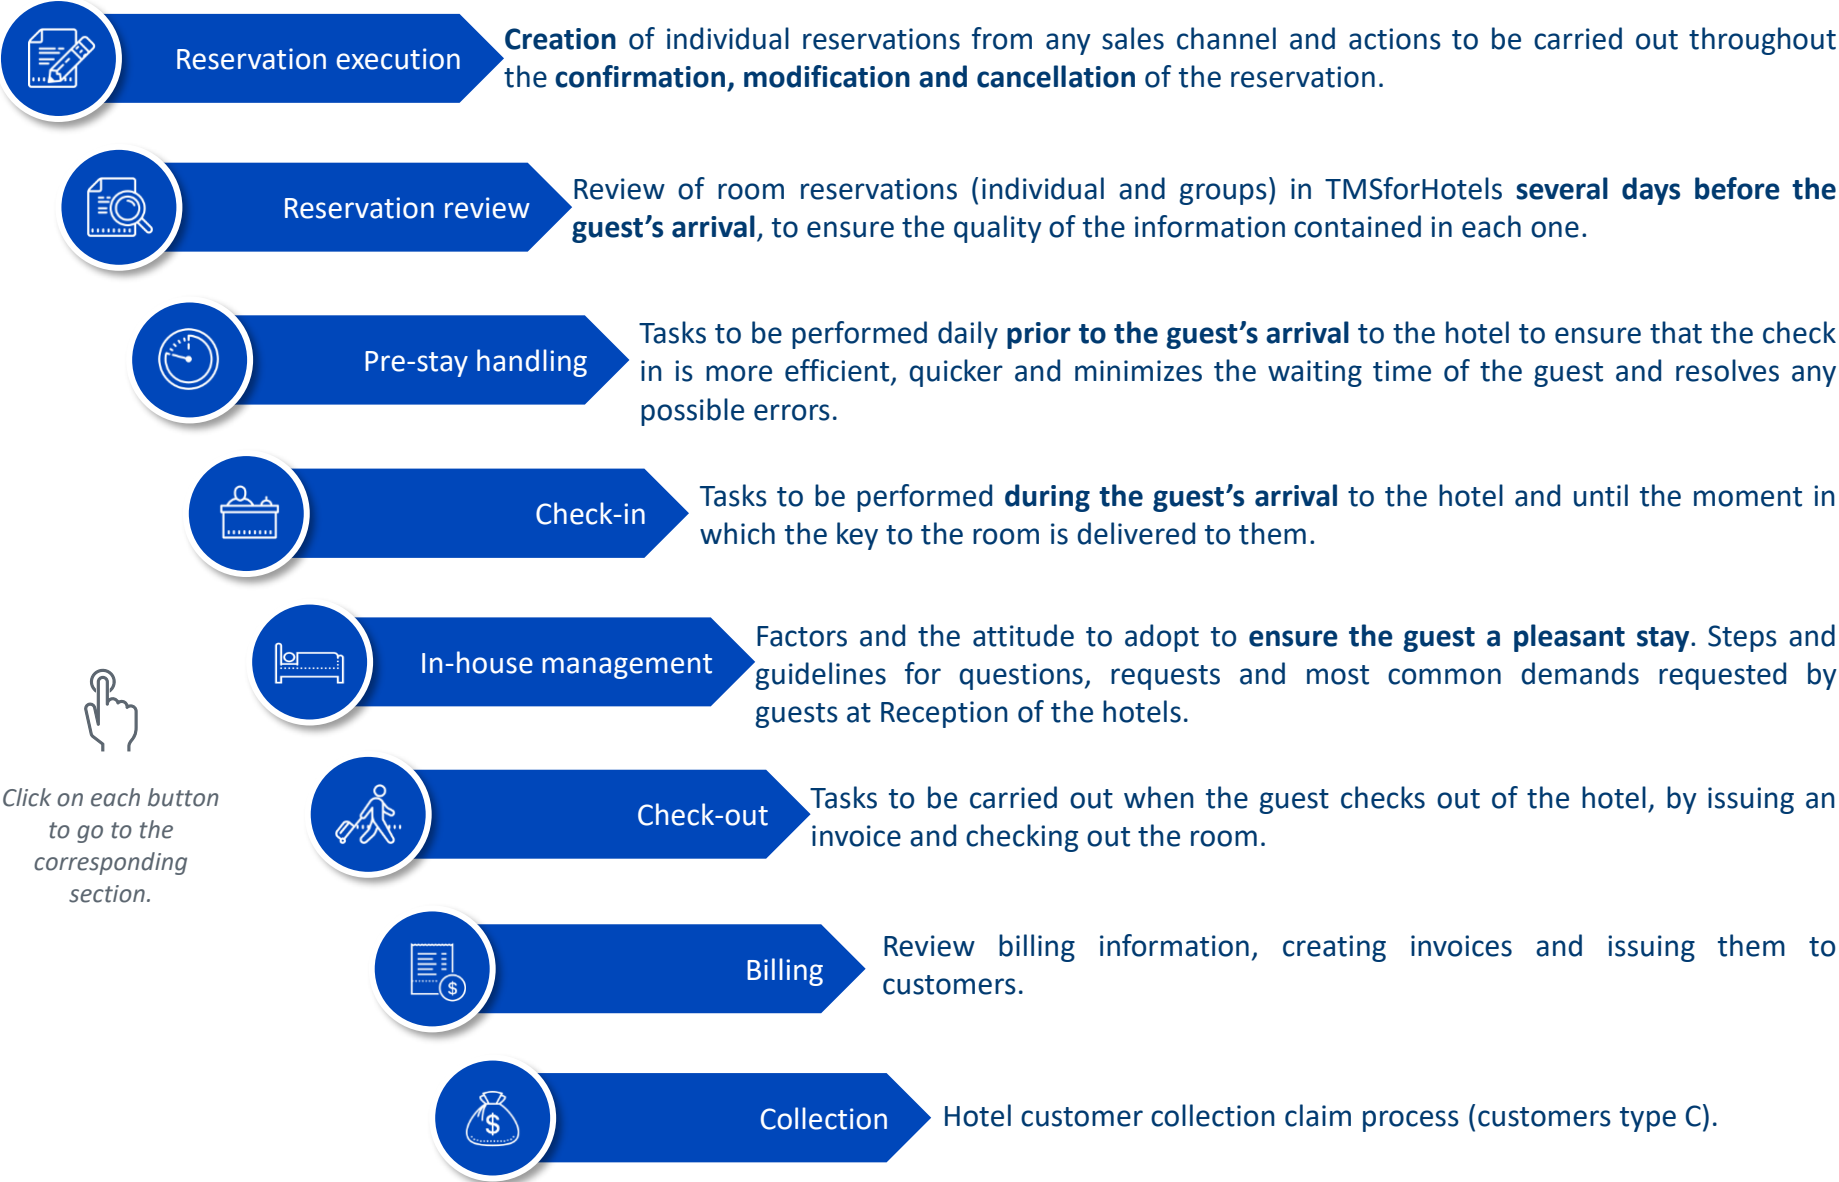 Reservation execution
Creation of individual reservations from any sales channel and actions to be carried out throughout
the confirmation, modification and cancellation of the reservation.
Reservation review
Review of room reservations (individual and groups) in TMSforHotels several days before the
guest's arrival, to ensure the quality of the information contained in each one.
Pre-stay handling
Tasks to be performed daily prior to the guest's arrival to the hotel to ensure that the check
in is more efficient, quicker and minimizes the waiting time of the guest and resolves any
possible errors.
Check-in
Tasks to be performed during the guest's arrival to the hotel and until the moment in
which the key to the room is delivered to them.
In-house management
Factors and the attitude to adopt to ensure the guest a pleasant stay. Steps and
guidelines for questions, requests and most common demands requested by
guests at Reception of the hotels.
Click on each button
to go to the
corresponding
section.
Check-out
Tasks to be carried out when the guest checks out of the hotel, by issuing an
invoice and checking out the room.
$
Billing
Review billing information, creating invoices and issuing them to
customers.
$
Collection
Hotel customer collection claim process (customers type C).